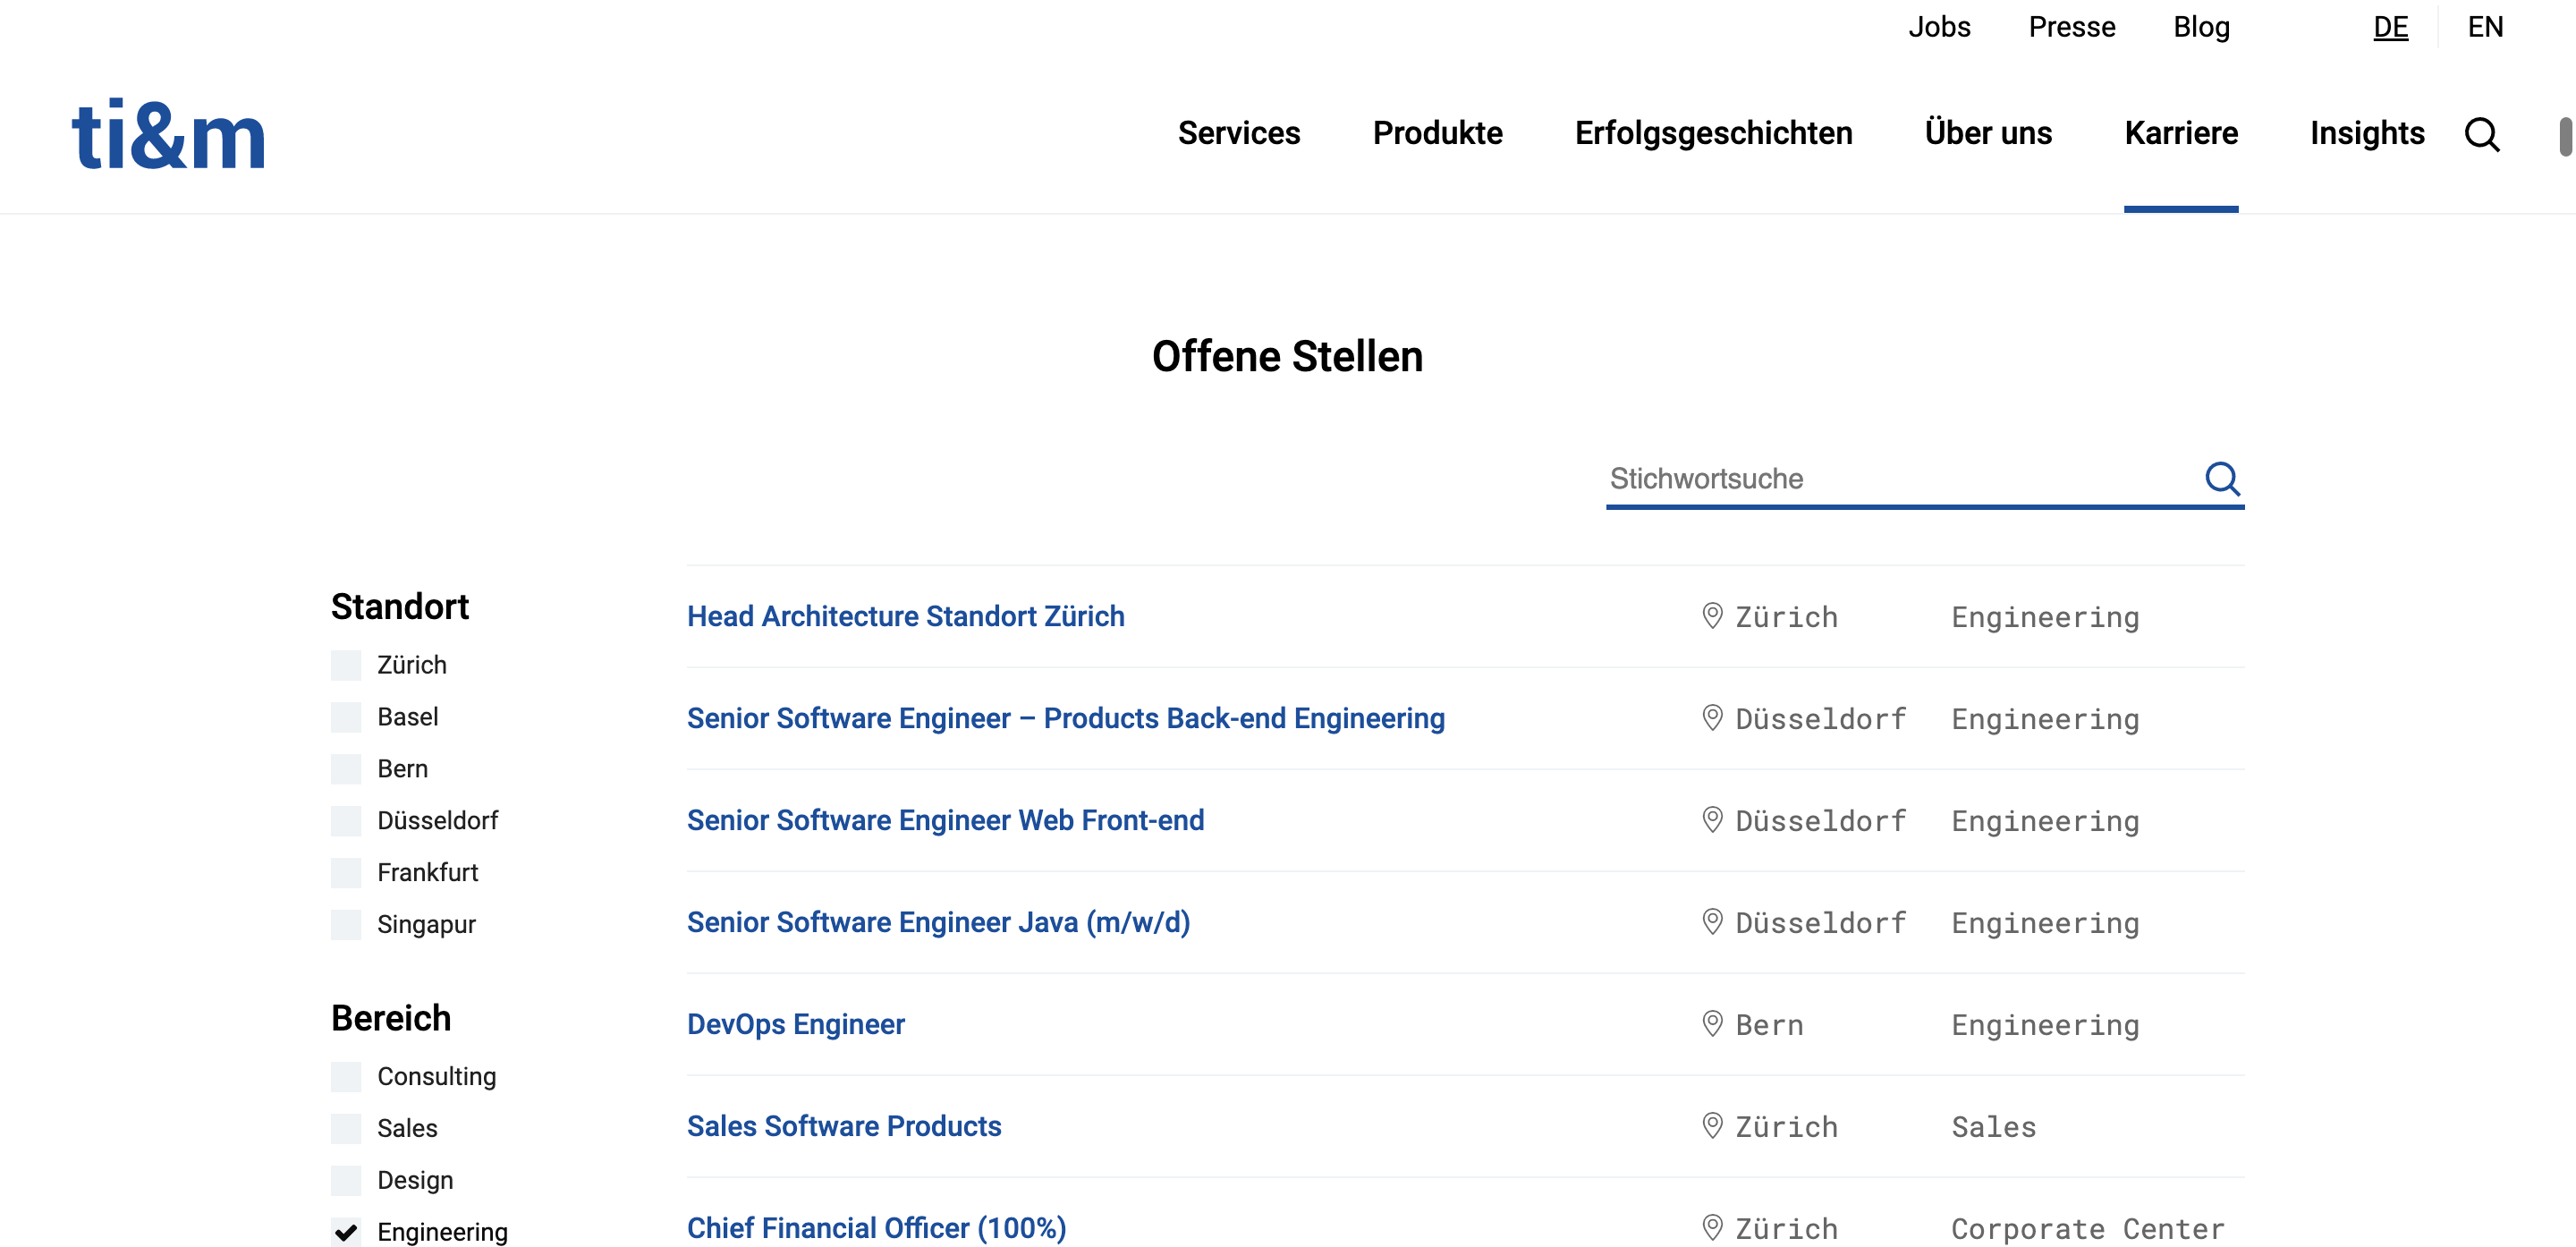 Jobs Presse Blog DE EN
ti&m
Services Produkte Erfolgsgeschichten Über uns Karriere Insights
Offene Stellen
Stichwortsuche
Standort
Zürich
Basel
Bern
Düsseldorf
Frankfurt
Singapur
Bereich
Consulting
Sales
Design
Engineering
Head Architecture Standort Zürich Zürich Engineering
Senior Software Engineer – Products Back-end Engineering Düsseldorf Engineering
Senior Software Engineer Web Front-end Düsseldorf Engineering
Senior Software Engineer Java (m/w/d) Düsseldorf Engineering
DevOps Engineer Bern Engineering
Sales Software Products Zürich Sales
Chief Financial Officer (100%) Zürich Corporate Center